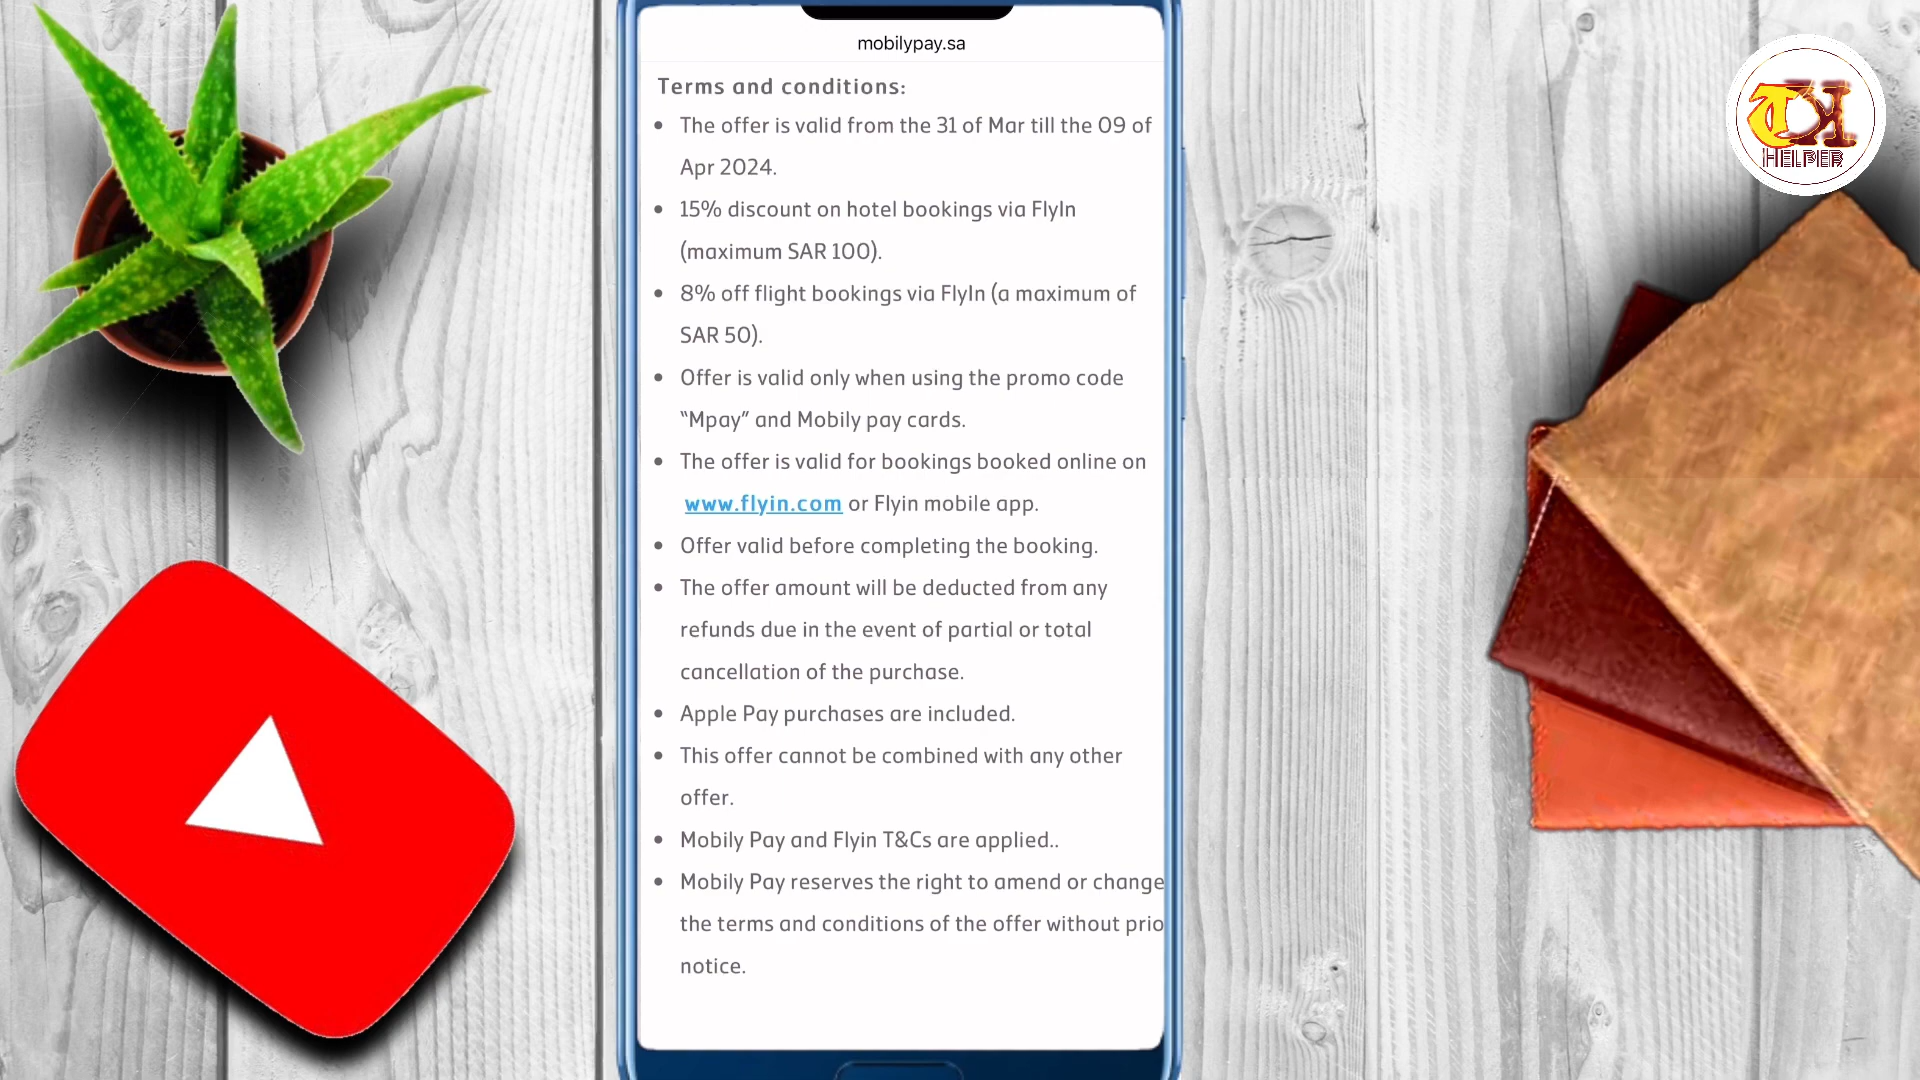 mobilypay.sa
Terms and conditions:
• The offer is valid from the 31 of Mar till the 09 of
Apr 2024.
• 15% discount on hotel bookings via FlyIn
(maximum SAR 100).
• 8% off flight bookings via FlyIn (a maximum of
SAR 50).
• Offer is valid only when using the promo code
“Mpay” and Mobily pay cards.
• The offer is valid for bookings booked online on
www.flyin.com or Flyin mobile app.
• Offer valid before completing the booking.
• The offer amount will be deducted from any
refunds due in the event of partial or total
cancellation of the purchase.
• Apple Pay purchases are included.
• This offer cannot be combined with any other
offer.
• Mobily Pay and Flyin T&Cs are applied..
• Mobily Pay reserves the right to amend or change
the terms and conditions of the offer without prio
notice.
TH
HELPER